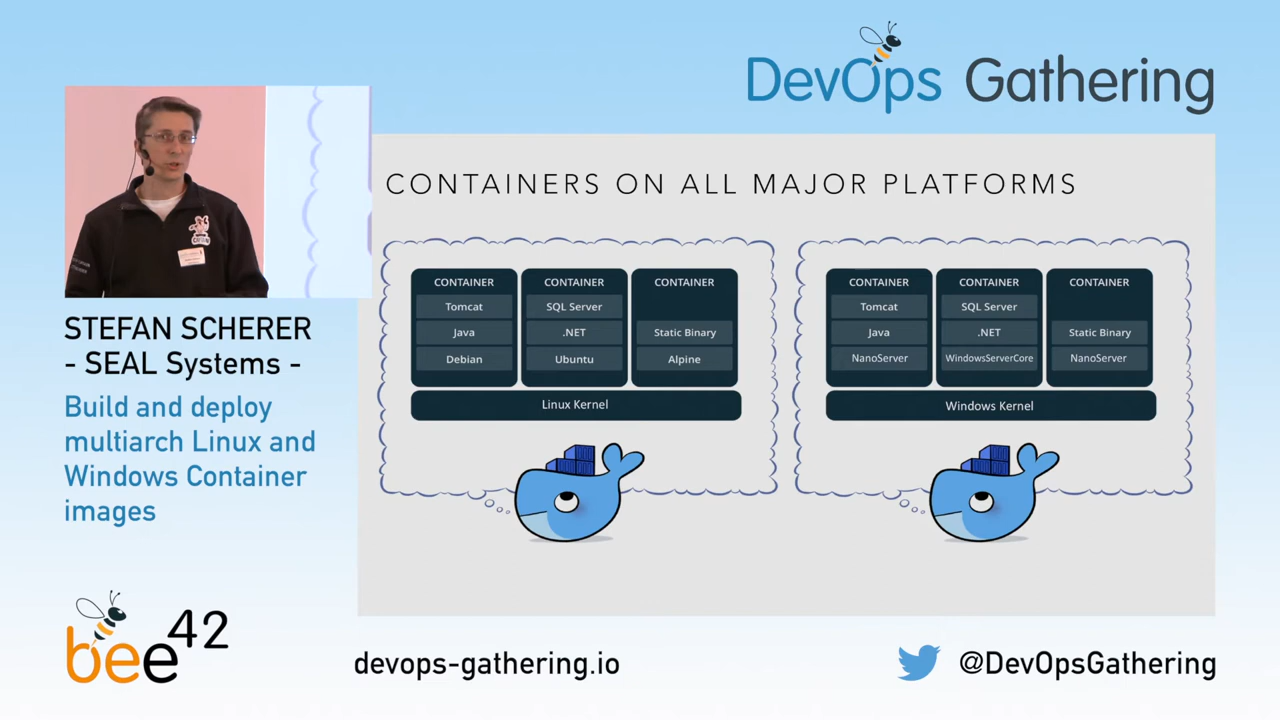 DevOps Gathering
CONTAINERS ON ALL MAJOR PLATFORMS
CONTAINER
Tomcat
Java
Debian
CONTAINER
SQL Server
.NET
Ubuntu
CONTAINER
Static Binary
Alpine
Linux Kernel
CONTAINER
Tomcat
Java
NanoServer
CONTAINER
SQL Server
.NET
WindowsServerCore
CONTAINER
Static Binary
NanoServer
Windows Kernel
STEFAN SCHERER
- SEAL Systems -
Build and deploy
multiarch Linux and
Windows Container
images
bee42
devops-gathering.io
@DevOpsGathering